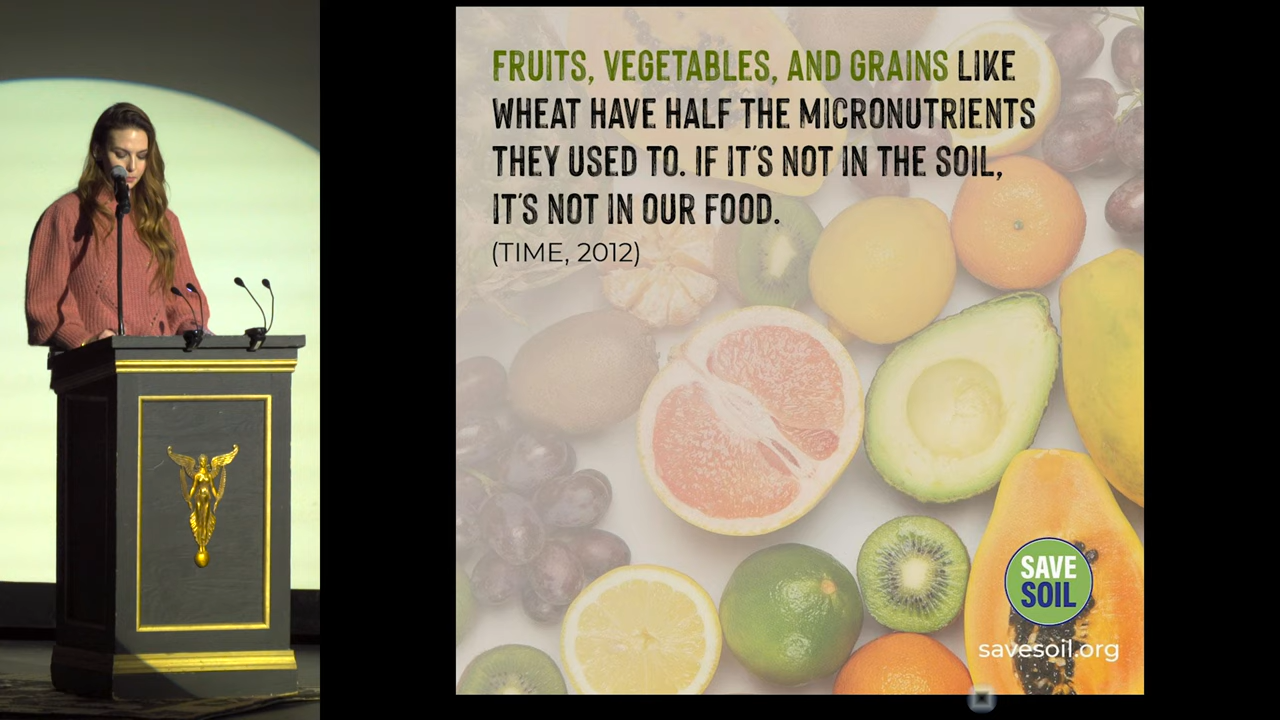 FRUITS, VEGETABLES, AND GRAINS LIKE
WHEAT HAVE HALF THE MICRONUTRIENTS
THEY USED TO. IF IT'S NOT IN THE SOIL,
IT'S NOT IN OUR FOOD.
(TIME, 2012)
SAVE
SOIL
savesoil.org